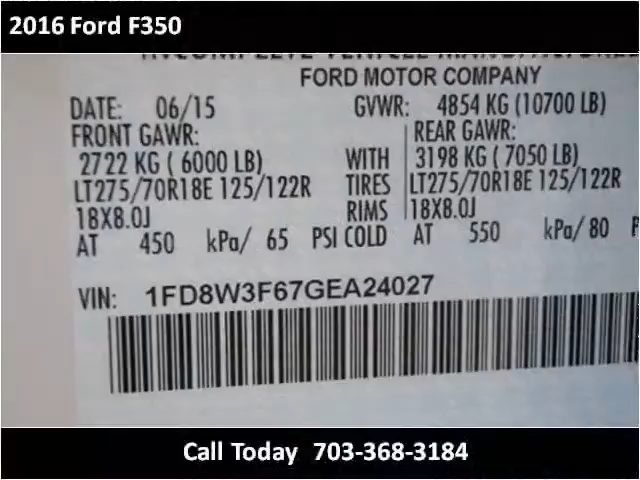 2016 Ford F350
INCOMPLETE VEHICLE MANUFACTURED
FORD MOTOR COMPANY
DATE: 06/15 GVWR: 4854 KG (10700 LB)
FRONT GAWR: REAR GAWR:
2722 KG ( 6000 LB) WITH 3198 KG ( 7050 LB)
LT275/70R18E 125/122R TIRES LT275/70R18E 125/122R
18X8.0J RIMS 18X8.0J
AT 450 kPa/ 65 PSI COLD AT 550 kPa/ 80 P
VIN: 1FD8W3F67GEA24027
Call Today 703-368-3184